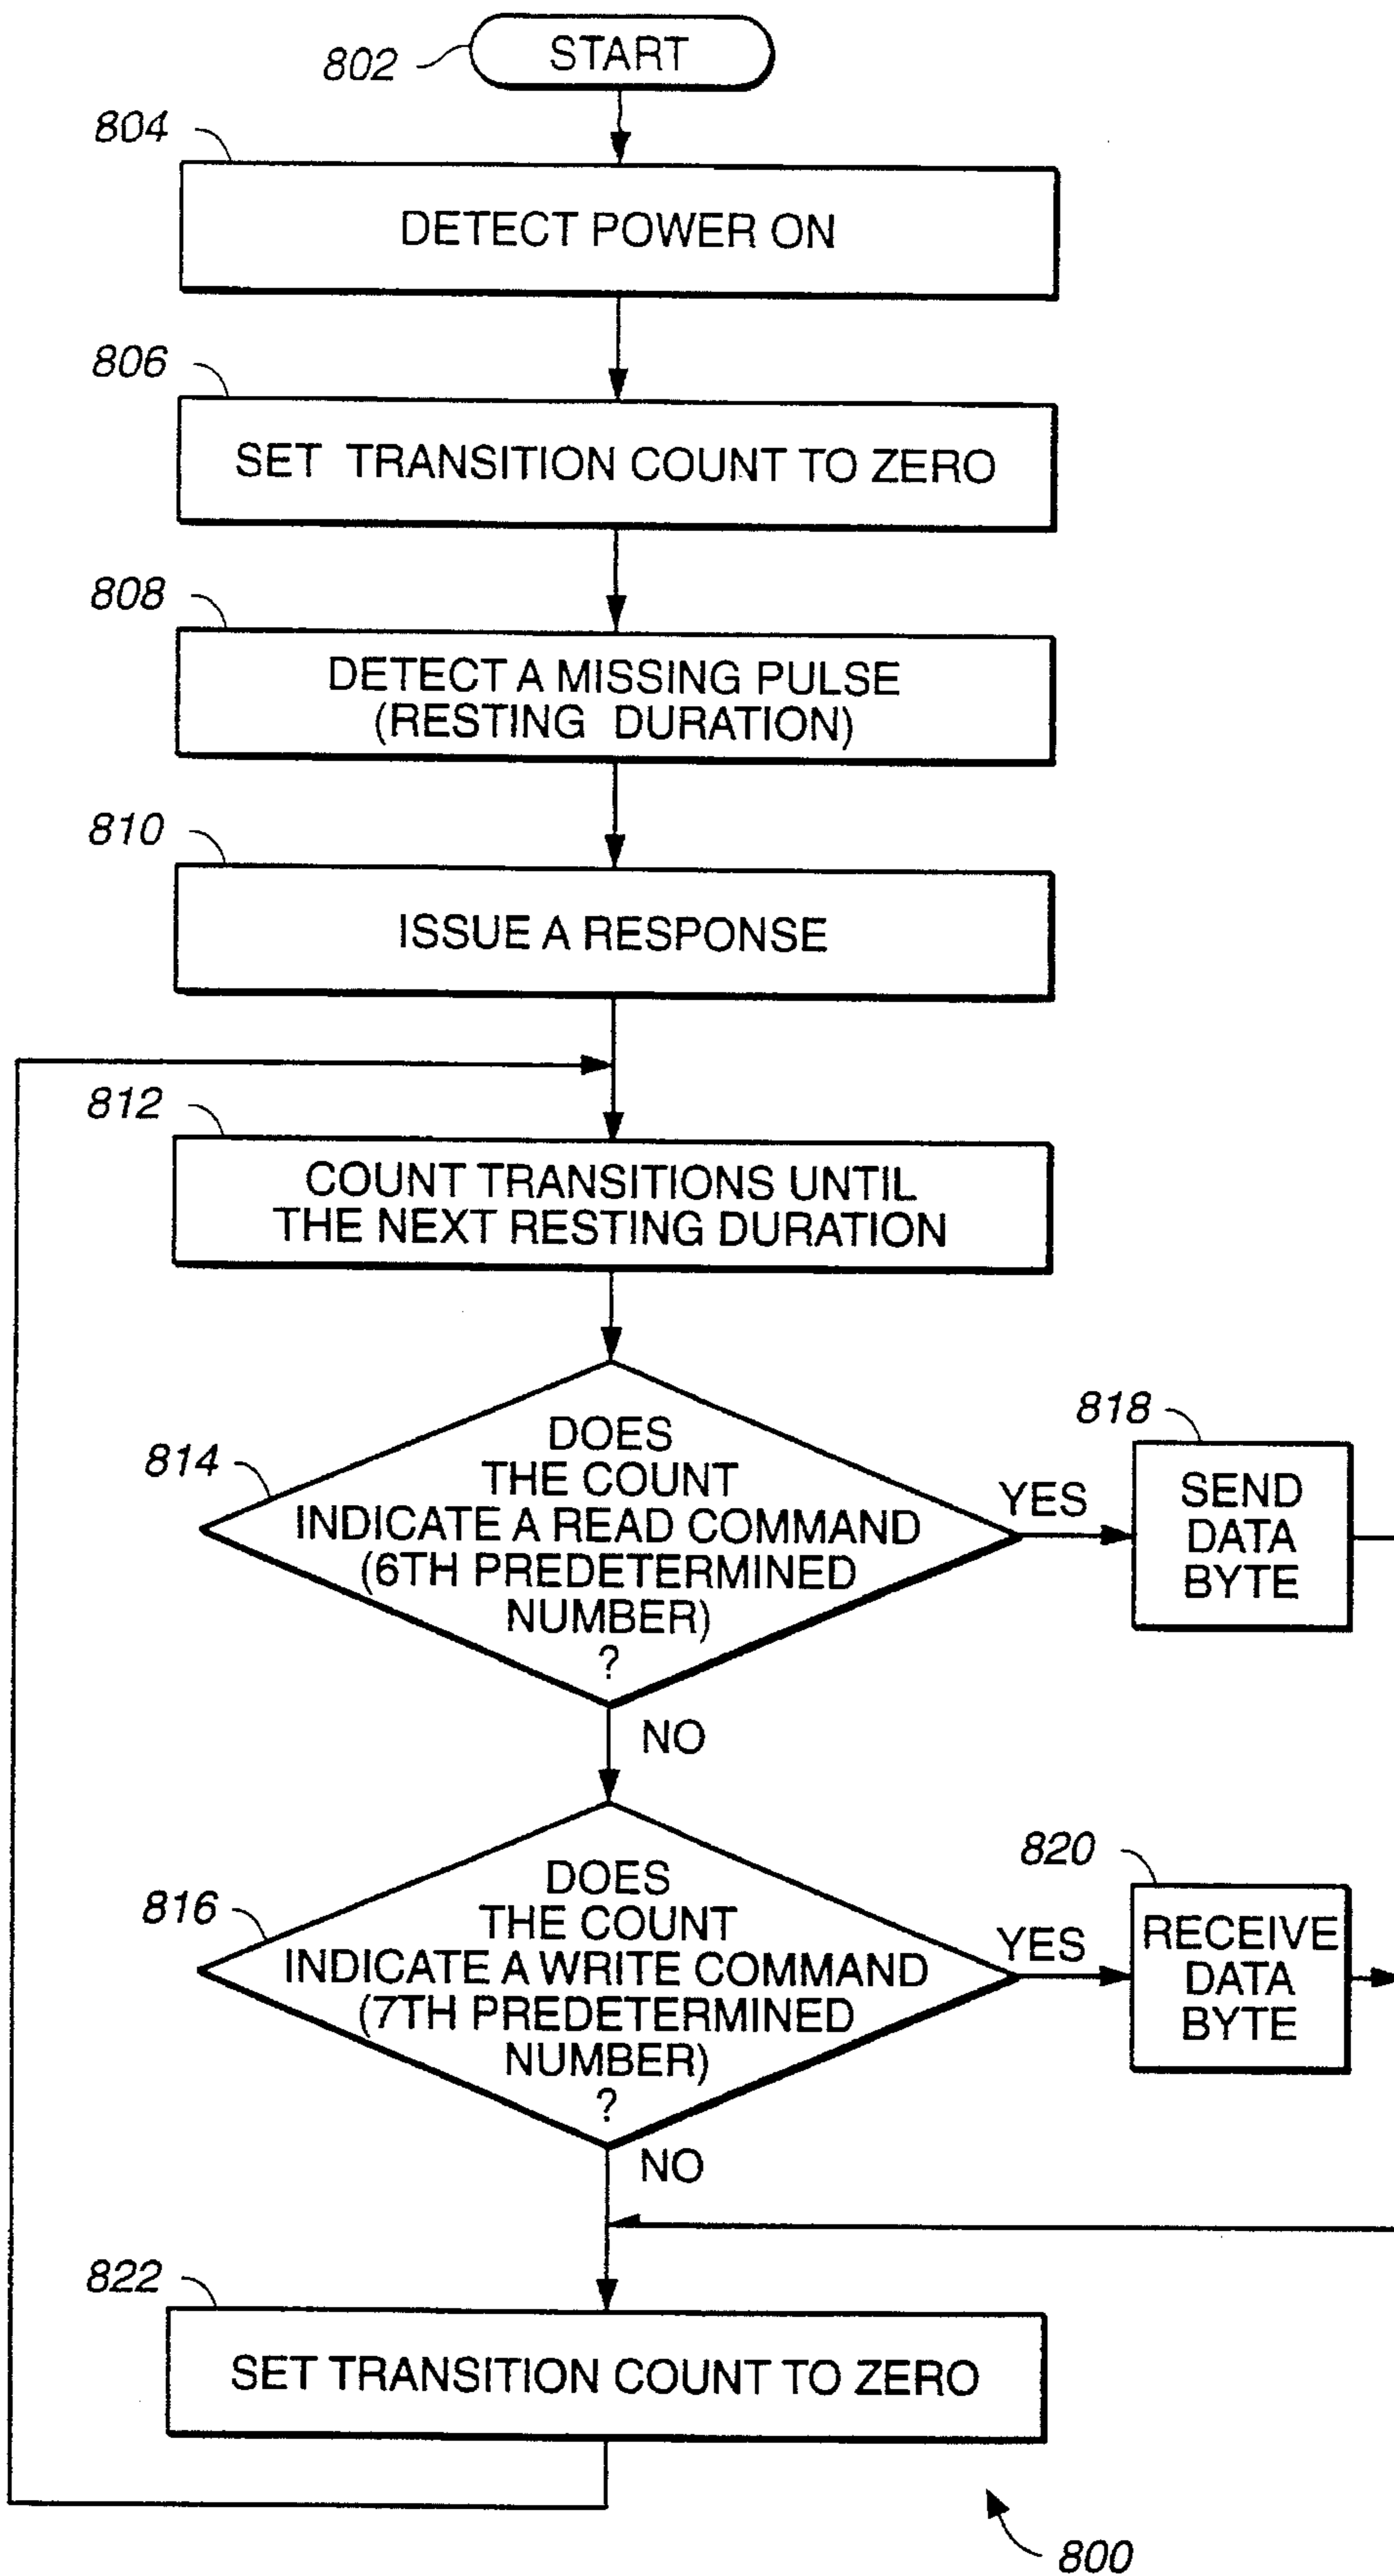 802
START
804
DETECT POWER ON
806
SET TRANSITION COUNT TO ZERO
808
DETECT A MISSING PULSE
(RESTING DURATION)
810
ISSUE A RESPONSE
812
COUNT TRANSITIONS UNTIL
THE NEXT RESTING DURATION
814
DOES
THE COUNT
INDICATE A READ COMMAND
(6TH PREDETERMINED
NUMBER)
?
YES
818
SEND
DATA
BYTE
NO
816
DOES
THE COUNT
INDICATE A WRITE COMMAND
(7TH PREDETERMINED
NUMBER)
?
YES
820
RECEIVE
DATA
BYTE
NO
822
SET TRANSITION COUNT TO ZERO
800